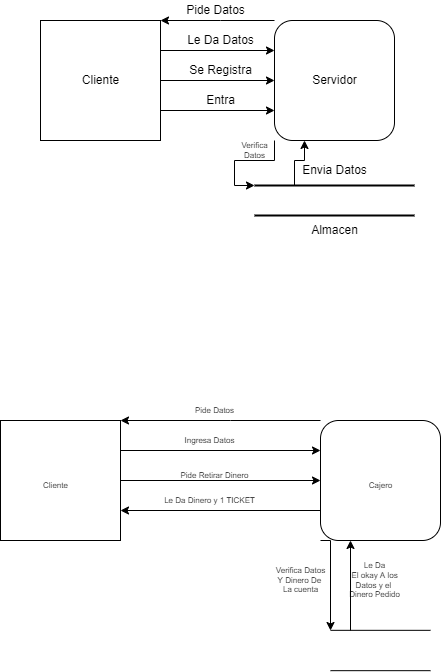 Pide Datos
Le Da Datos
Cliente
Se Registra
Servidor
Entra
Verifica
Datos
Envia Datos
Almacen
Pide Datos
Ingresa Datos
Cliente
Pide Retirar Dinero
Cajero
Le Da Dinero y 1 TICKET
Verifica Datos
Y Dinero De
La cuenta
Le Da
El okay A los
Datos y el
Dinero Pedido